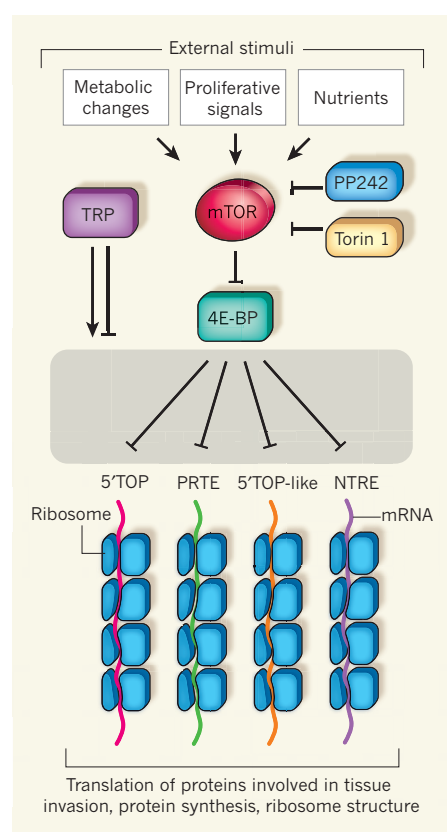 External stimuli
Metabolic
changes
Proliferative
signals
Nutrients
PP242
TRP
mTOR
Torin 1
4E-BP
5′TOP PRTE 5′TOP-like NTRE
Ribosome
mRNA
Translation of proteins involved in tissue
invasion, protein synthesis, ribosome structure